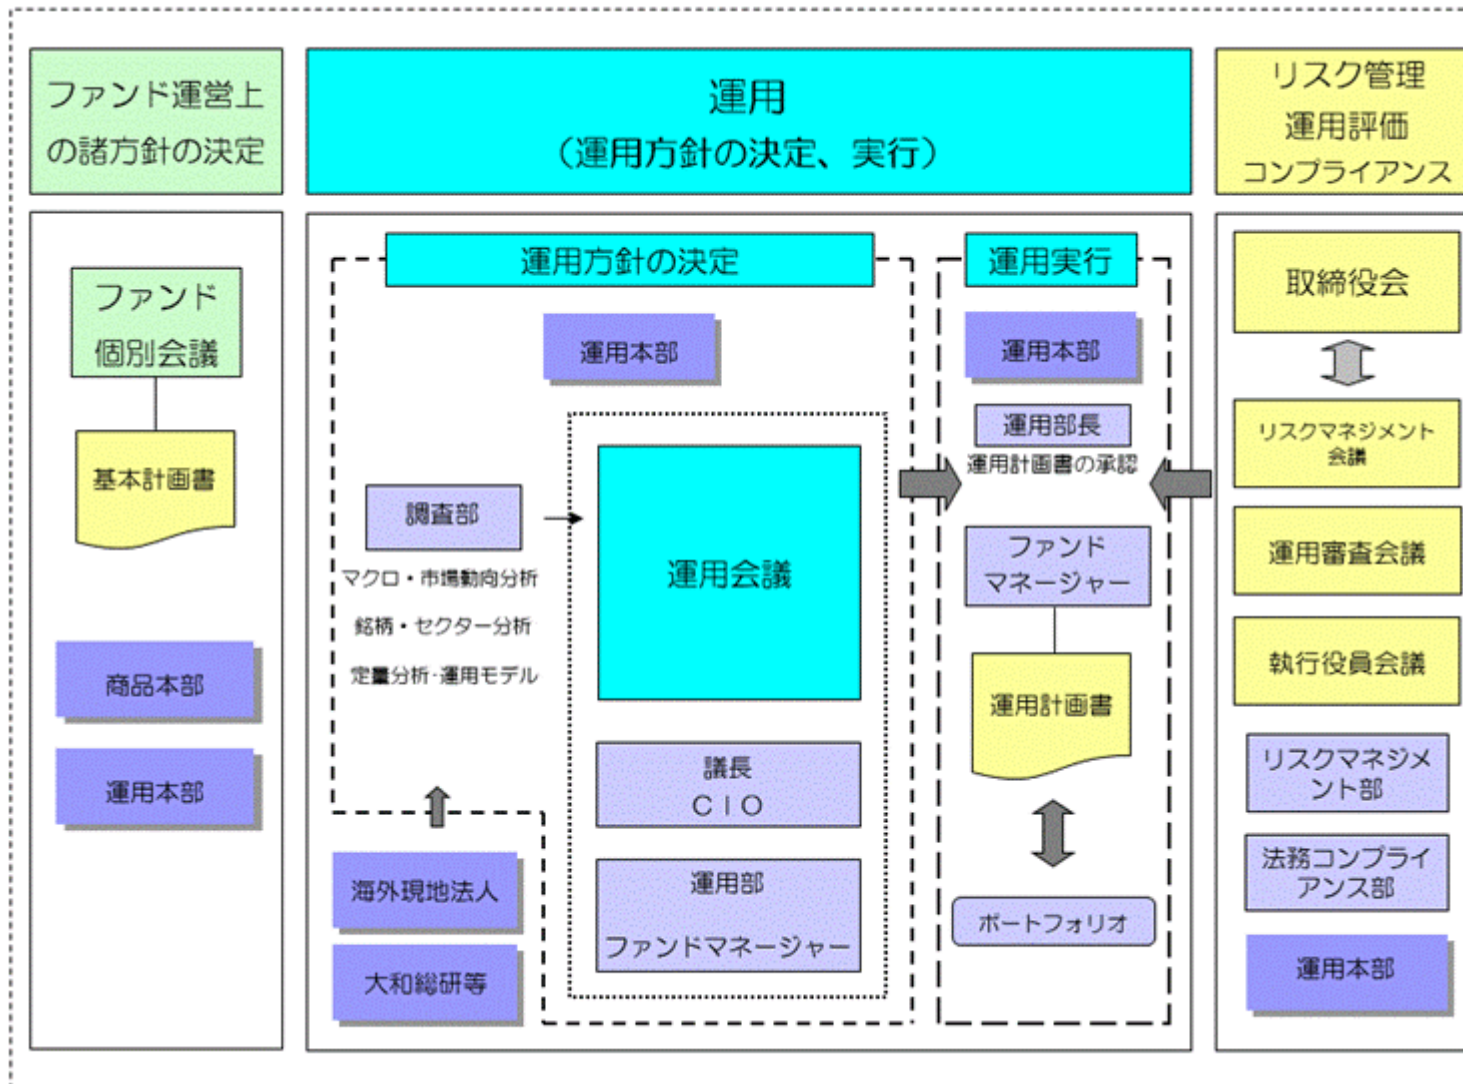 ファンド運営上
の諸方針の決定
運用
(運用方針の決定、実行)
リスク管理
運用評価
コンプライアンス
ファンド
個別会議
基本計画書
商品本部
運用本部
運用方針の決定
運用本部
調査部
マクロ・市場動向分析
銘柄・セクター分析
定量分析・運用モデル
運用会議
議長
CIO
運用部
ファンドマネージャー
海外現地法人
大和総研等
運用実行
運用本部
運用部長
運用計画書の承認
ファンド
マネージャー
運用計画書
ポートフォリオ
取締役会
リスクマネジメント
会議
運用審査会議
執行役員会議
リスクマネジメ
ント部
法務コンプライ
アンス部
運用本部